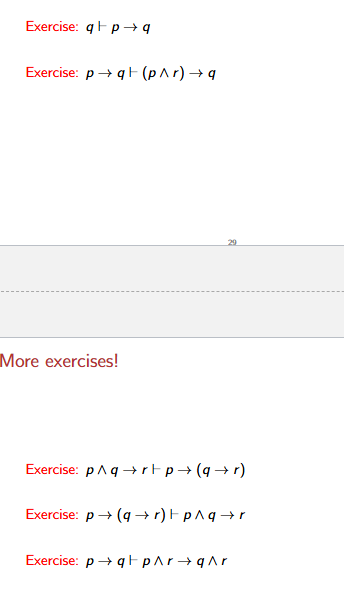 Exercise: q ⊢ p → q
Exercise: p → q ⊢ (p ∧ r) → q
29
More exercises!
Exercise: p ∧ q → r ⊢ p → (q → r)
Exercise: p → (q → r) ⊢ p ∧ q → r
Exercise: p → q ⊢ p ∧ r → q ∧ r